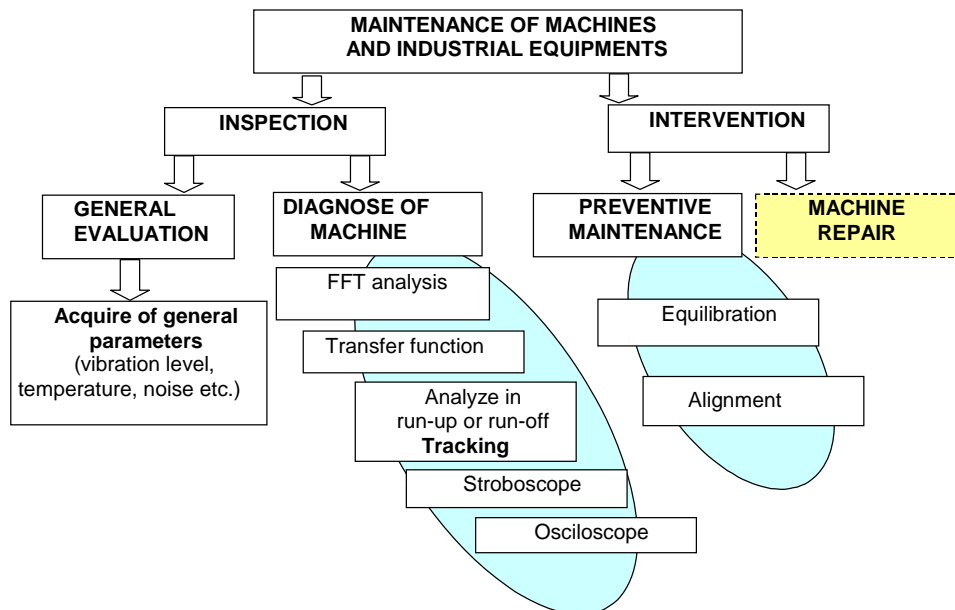 MAINTENANCE OF MACHINES
AND INDUSTRIAL EQUIPMENTS
INSPECTION
INTERVENTION
GENERAL
EVALUATION
DIAGNOSE OF
MACHINE
PREVENTIVE
MAINTENANCE
MACHINE
REPAIR
Acquire of general
parameters
(vibration level,
temperature, noise etc.)
FFT analysis
Transfer function
Analyze in
run-up or run-off
Tracking
Stroboscope
Osciloscope
Equilibration
Alignment